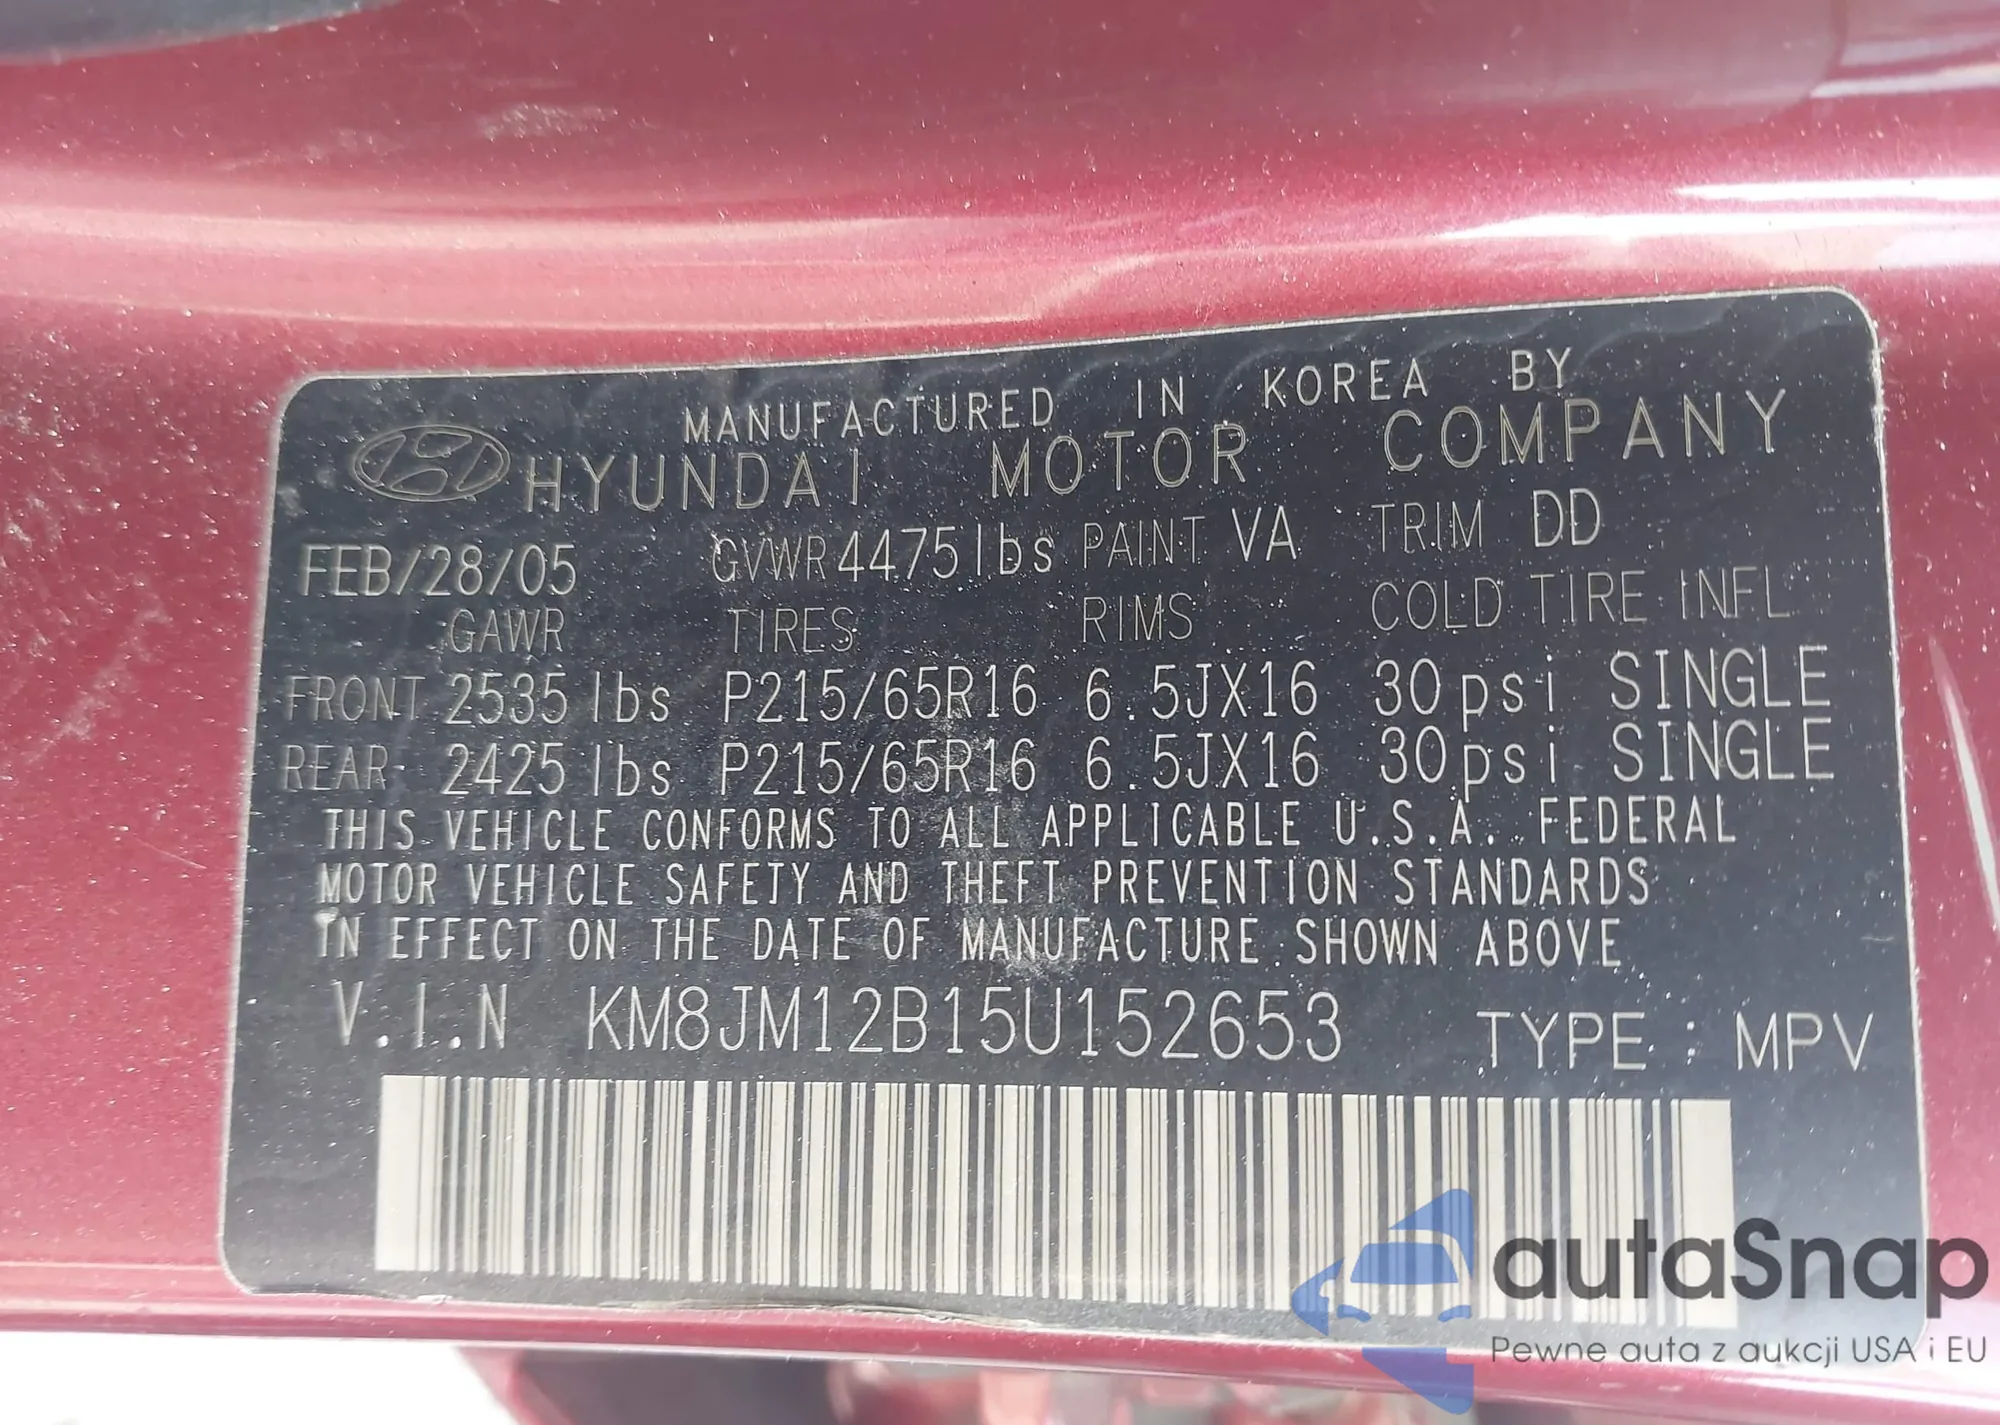 MANUFACTURED IN KOREA BY
HYUNDAI MOTOR COMPANY
FEB/28/05 GVWR 4475lbs PAINT VA TRIM DD
GAWR TIRES RIMS COLD TIRE INFL
FRONT 2535 lbs P215/65R16 6.5JX16 30psi SINGLE
REAR 2425 lbs P215/65R16 6.5JX16 30psi SINGLE
THIS VEHICLE CONFORMS TO ALL APPLICABLE U.S.A. FEDERAL
MOTOR VEHICLE SAFETY AND THEFT PREVENTION STANDARDS
IN EFFECT ON THE DATE OF MANUFACTURE SHOWN ABOVE
V.I.N KM8JM12B15U152653 TYPE : MPV
autaSnap
Pewne auta z aukcji USA i EU